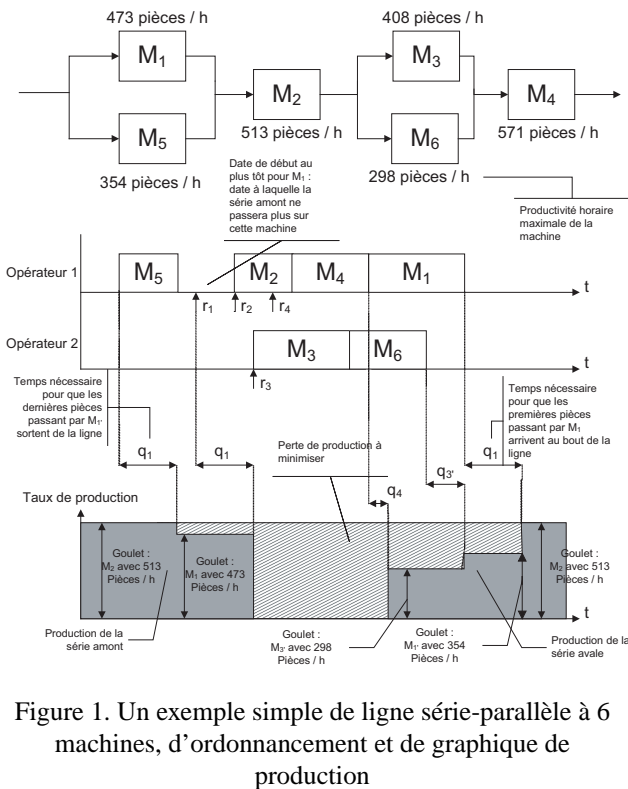 473 pièces / h
408 pièces / h
M1
M3
M2
M4
513 pièces / h
571 pièces / h
M5
M6
354 pièces / h
298 pièces / h
Date de début au
plus tôt pour M1 :
date à laquelle la
série amont ne
passera plus sur
cette machine
Productivité horaire
maximale de la
machine
Opérateur 1
M5
M2
M4
M1
t
r1
r2
r4
Opérateur 2
M3
M6
t
r3
Temps nécessaire
pour que les
dernières pièces
passant par M1'
sortent de la ligne
Temps nécessaire
pour que les
premières pièces
passant par M1
arrivent au bout de la
ligne
Perte de production à
minimiser
q1
q1
q4
q3'
q1
Taux de production
Goulet :
M2 avec 513
Pièces / h
Goulet :
M1 avec 473
Pièces / h
Goulet :
M2 avec 513
Pièces / h
t
Production de la
série amont
Goulet :
M3' avec 298
Pièces / h
Goulet :
M1' avec 354
Pièces / h
Production de la
série avale
Figure 1. Un exemple simple de ligne série-parallèle à 6
machines, d'ordonnancement et de graphique de
production